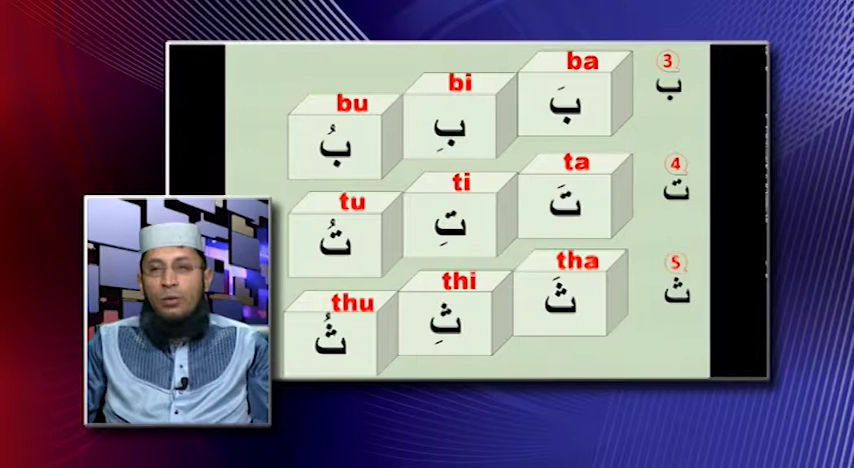 3 ba bi bu
ب بَ بِ بُ
4 ta ti tu
ت تَ تِ تُ
5 tha thi thu
ث ثَ ثِ ثُ